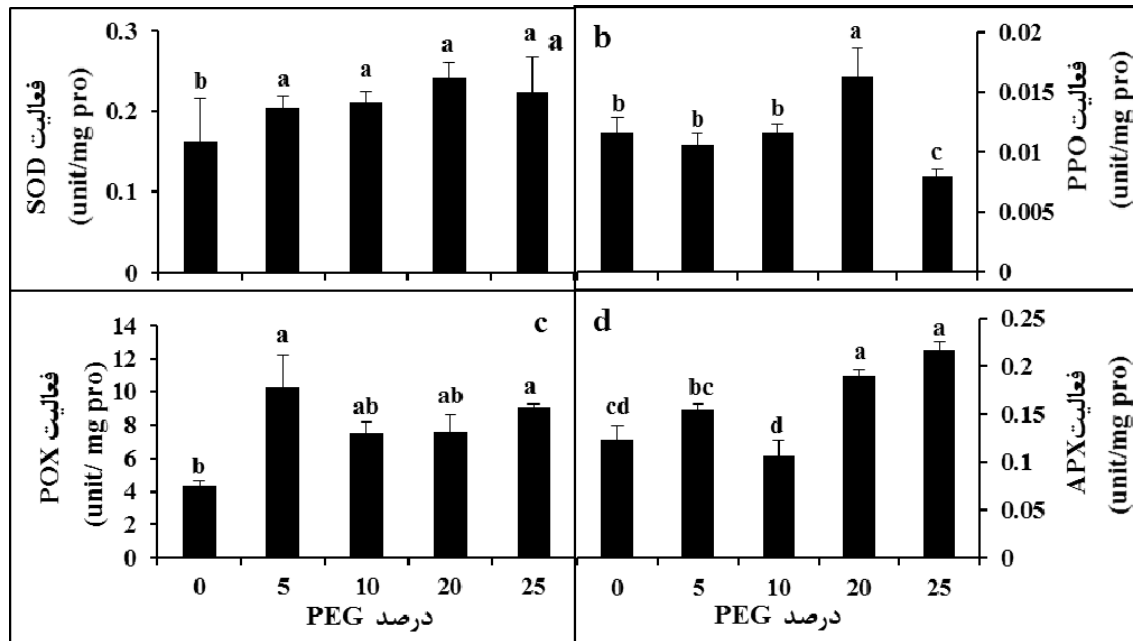 فعالیت SOD
(unit/mg pro)
0.3
0.2
0.1
0
b
a
a
a
a
a
b
b
b
b
a
c
0.02
0.015
0.01
0.005
0
فعالیت PPO
(unit/mg pro)
فعالیت POX
(unit/ mg pro)
14
12
10
8
6
4
2
0
b
a
ab
ab
a
c
d
cd
bc
d
a
a
0.25
0.2
0.15
0.1
0.05
0
فعالیتAPX
(unit/mg pro)
0 5 10 20 25
درصد PEG
0 5 10 20 25
درصد PEG